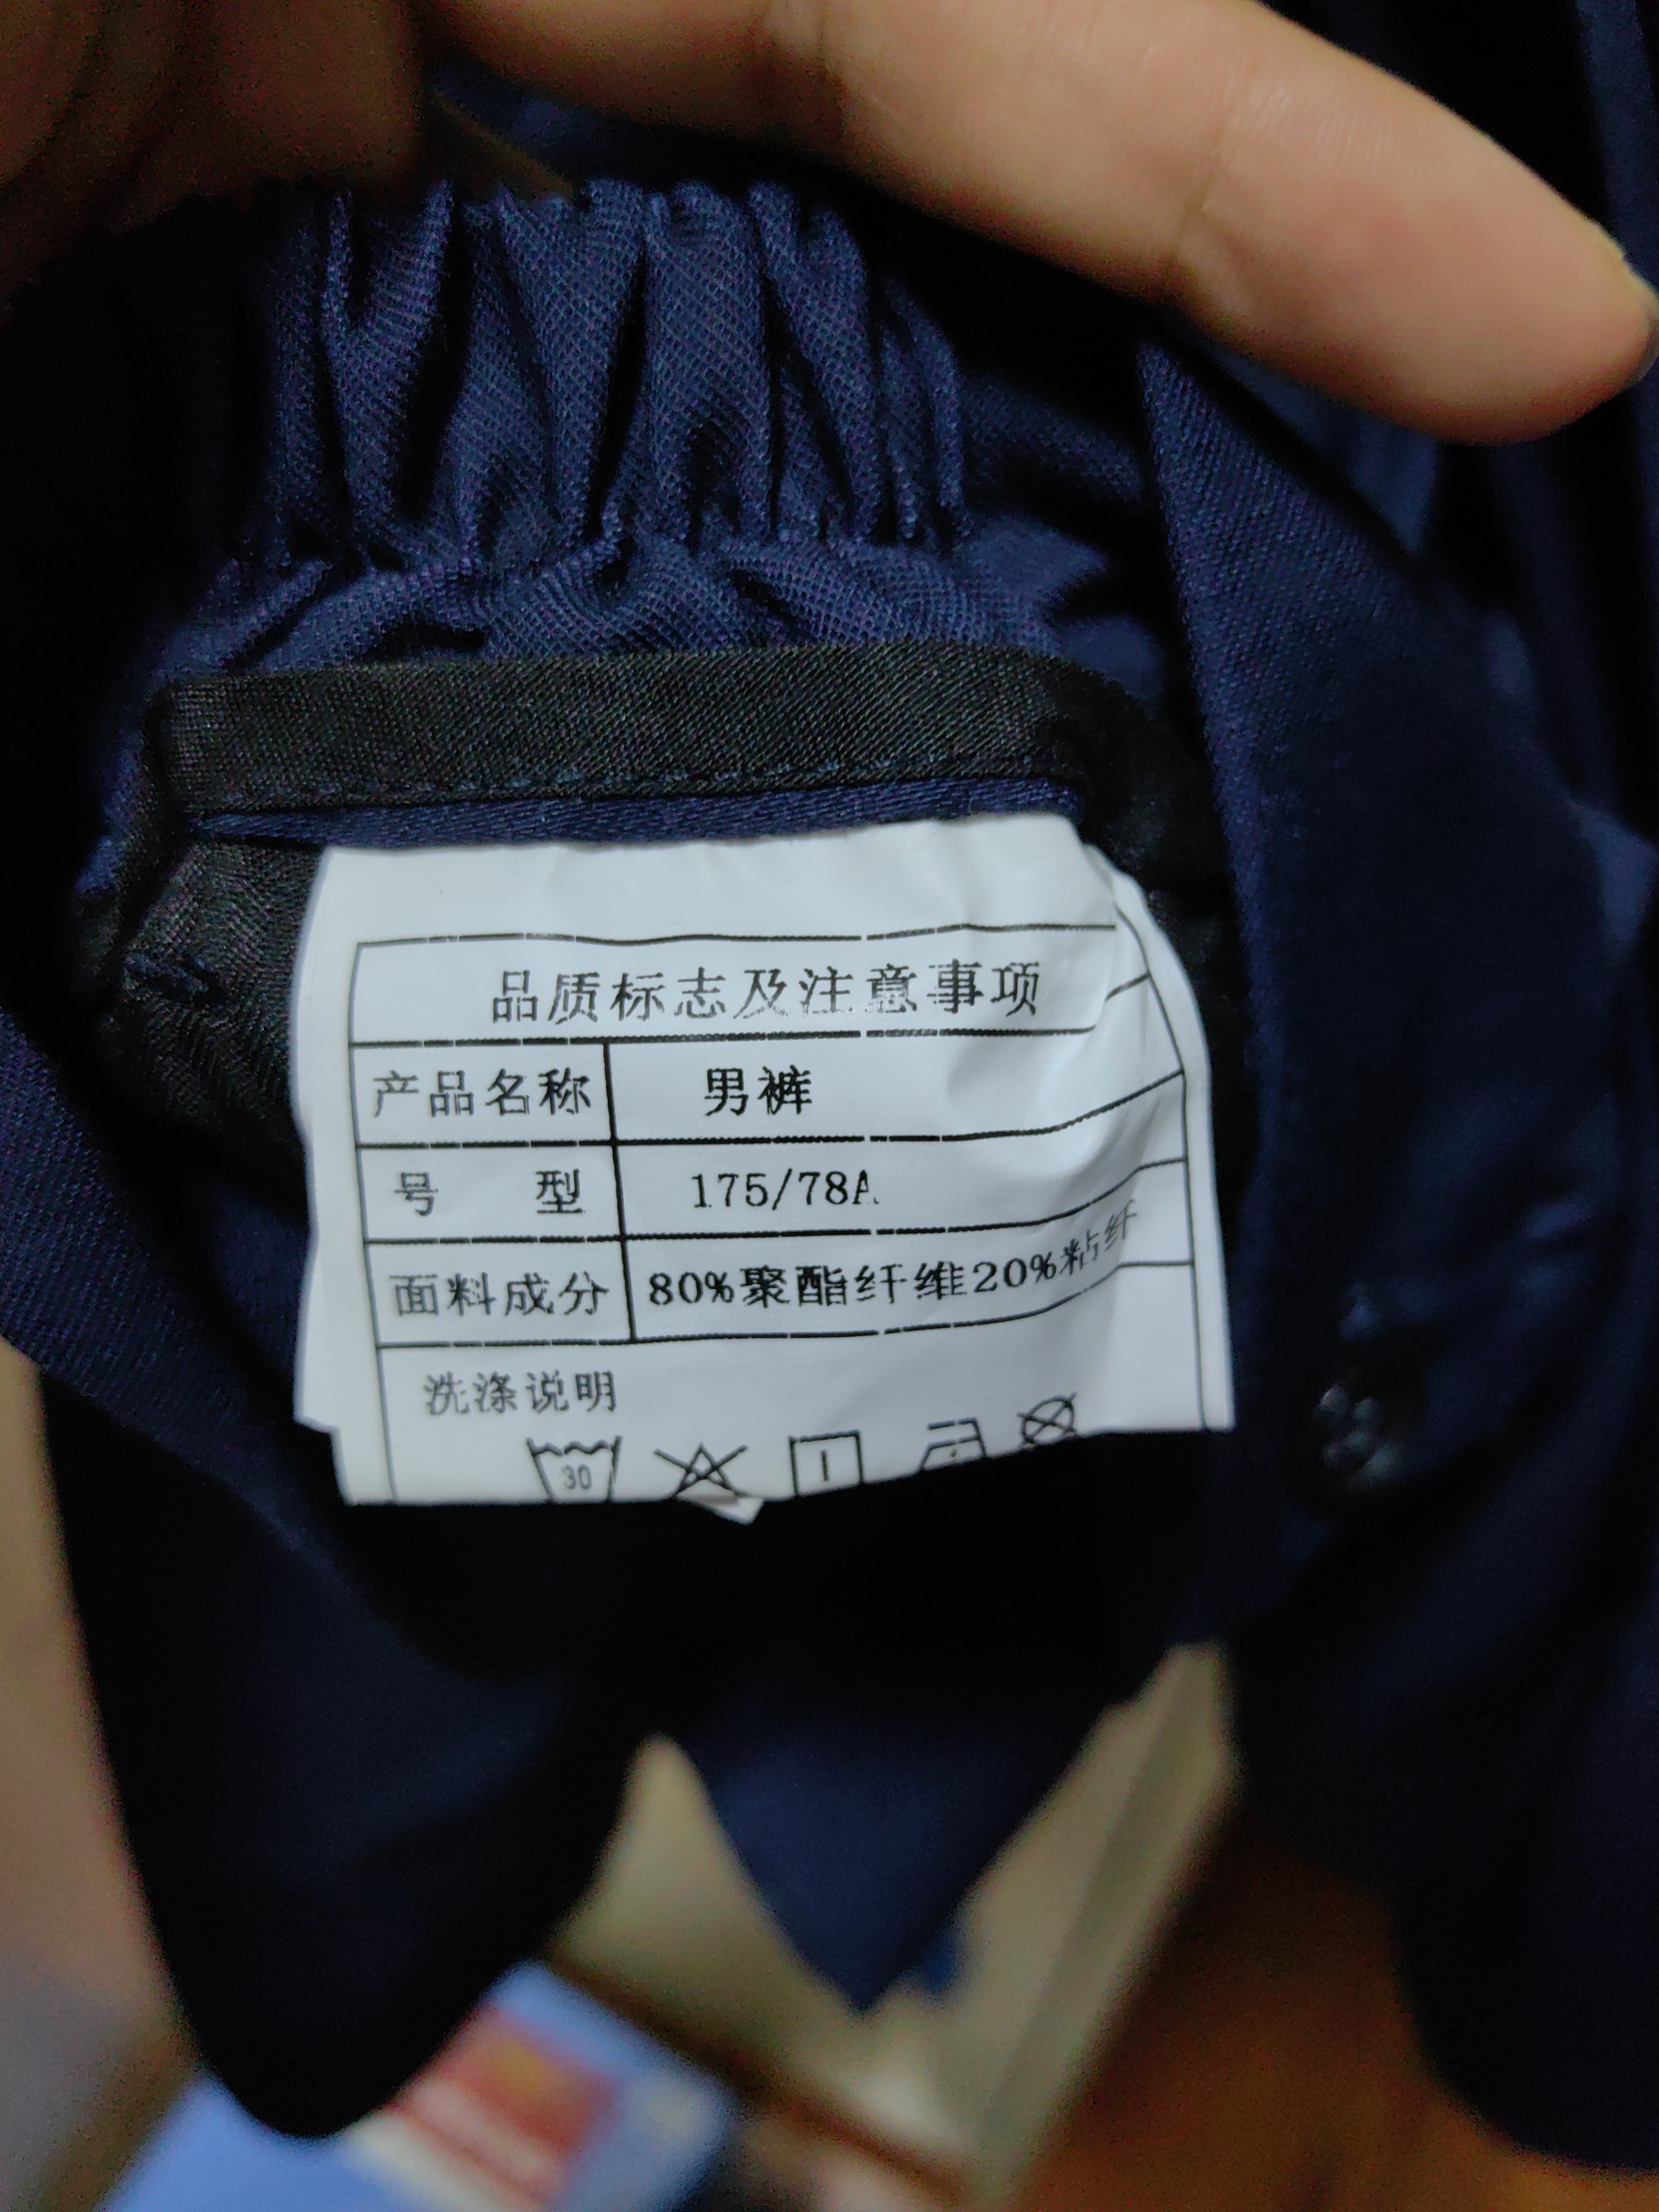 品质标志及注意事项
产品名称 男裤
号 型 175/78A
面料成分 80%聚酯纤维20%粘纤
洗涤说明
30